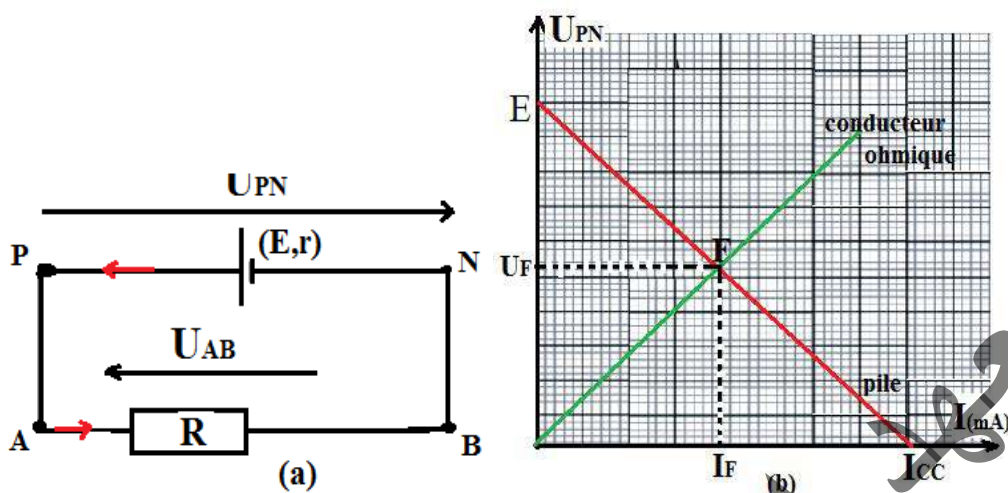 UPN
(E,r)
P
N
UAB
A
R
B
(a)
UPN
E
conducteur
ohmique
F
UF
pile
I(mA)
IF
ICC
(b)